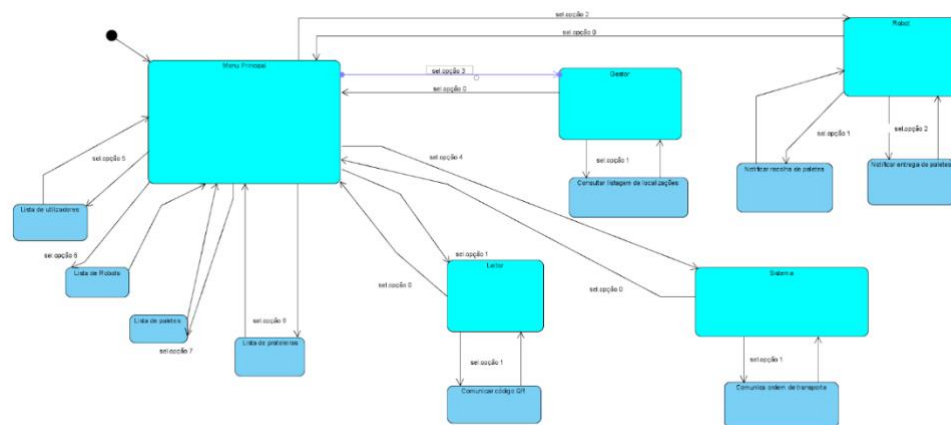 sel.opção 2
Robot
sel.opção 0
Menu Principal
sel.opção 3
Gestor
sel.opção 0
sel.opção 1
sel.opção 2
sel.opção 5
sel.opção 4
sel.opção 1
Notificar recolha de paletes
Notificar entrega de paletes
Consultar listagem de localizações
Lista de utilizadores
sel.opção 6
sel.opção 1
Leitor
Lista de Robots
Sistema
sel.opção 0
sel.opção 0
Lista de paletes
Lista de prateleiras
sel.opção 7
sel.opção 1
sel.opção 1
Comunicar código QR
Comunica ordem de transporte